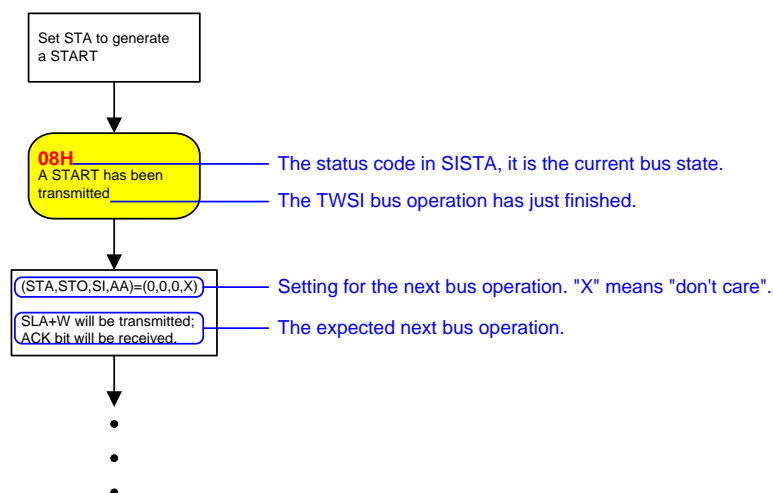 Set STA to generate
a START
08H
A START has been
transmitted
The status code in SISTA, it is the current bus state.
The TWSI bus operation has just finished.
(STA,STO,SI,AA)=(0,0,0,X)
Setting for the next bus operation. "X" means "don't care".
SLA+W will be transmitted;
ACK bit will be received.
The expected next bus operation.